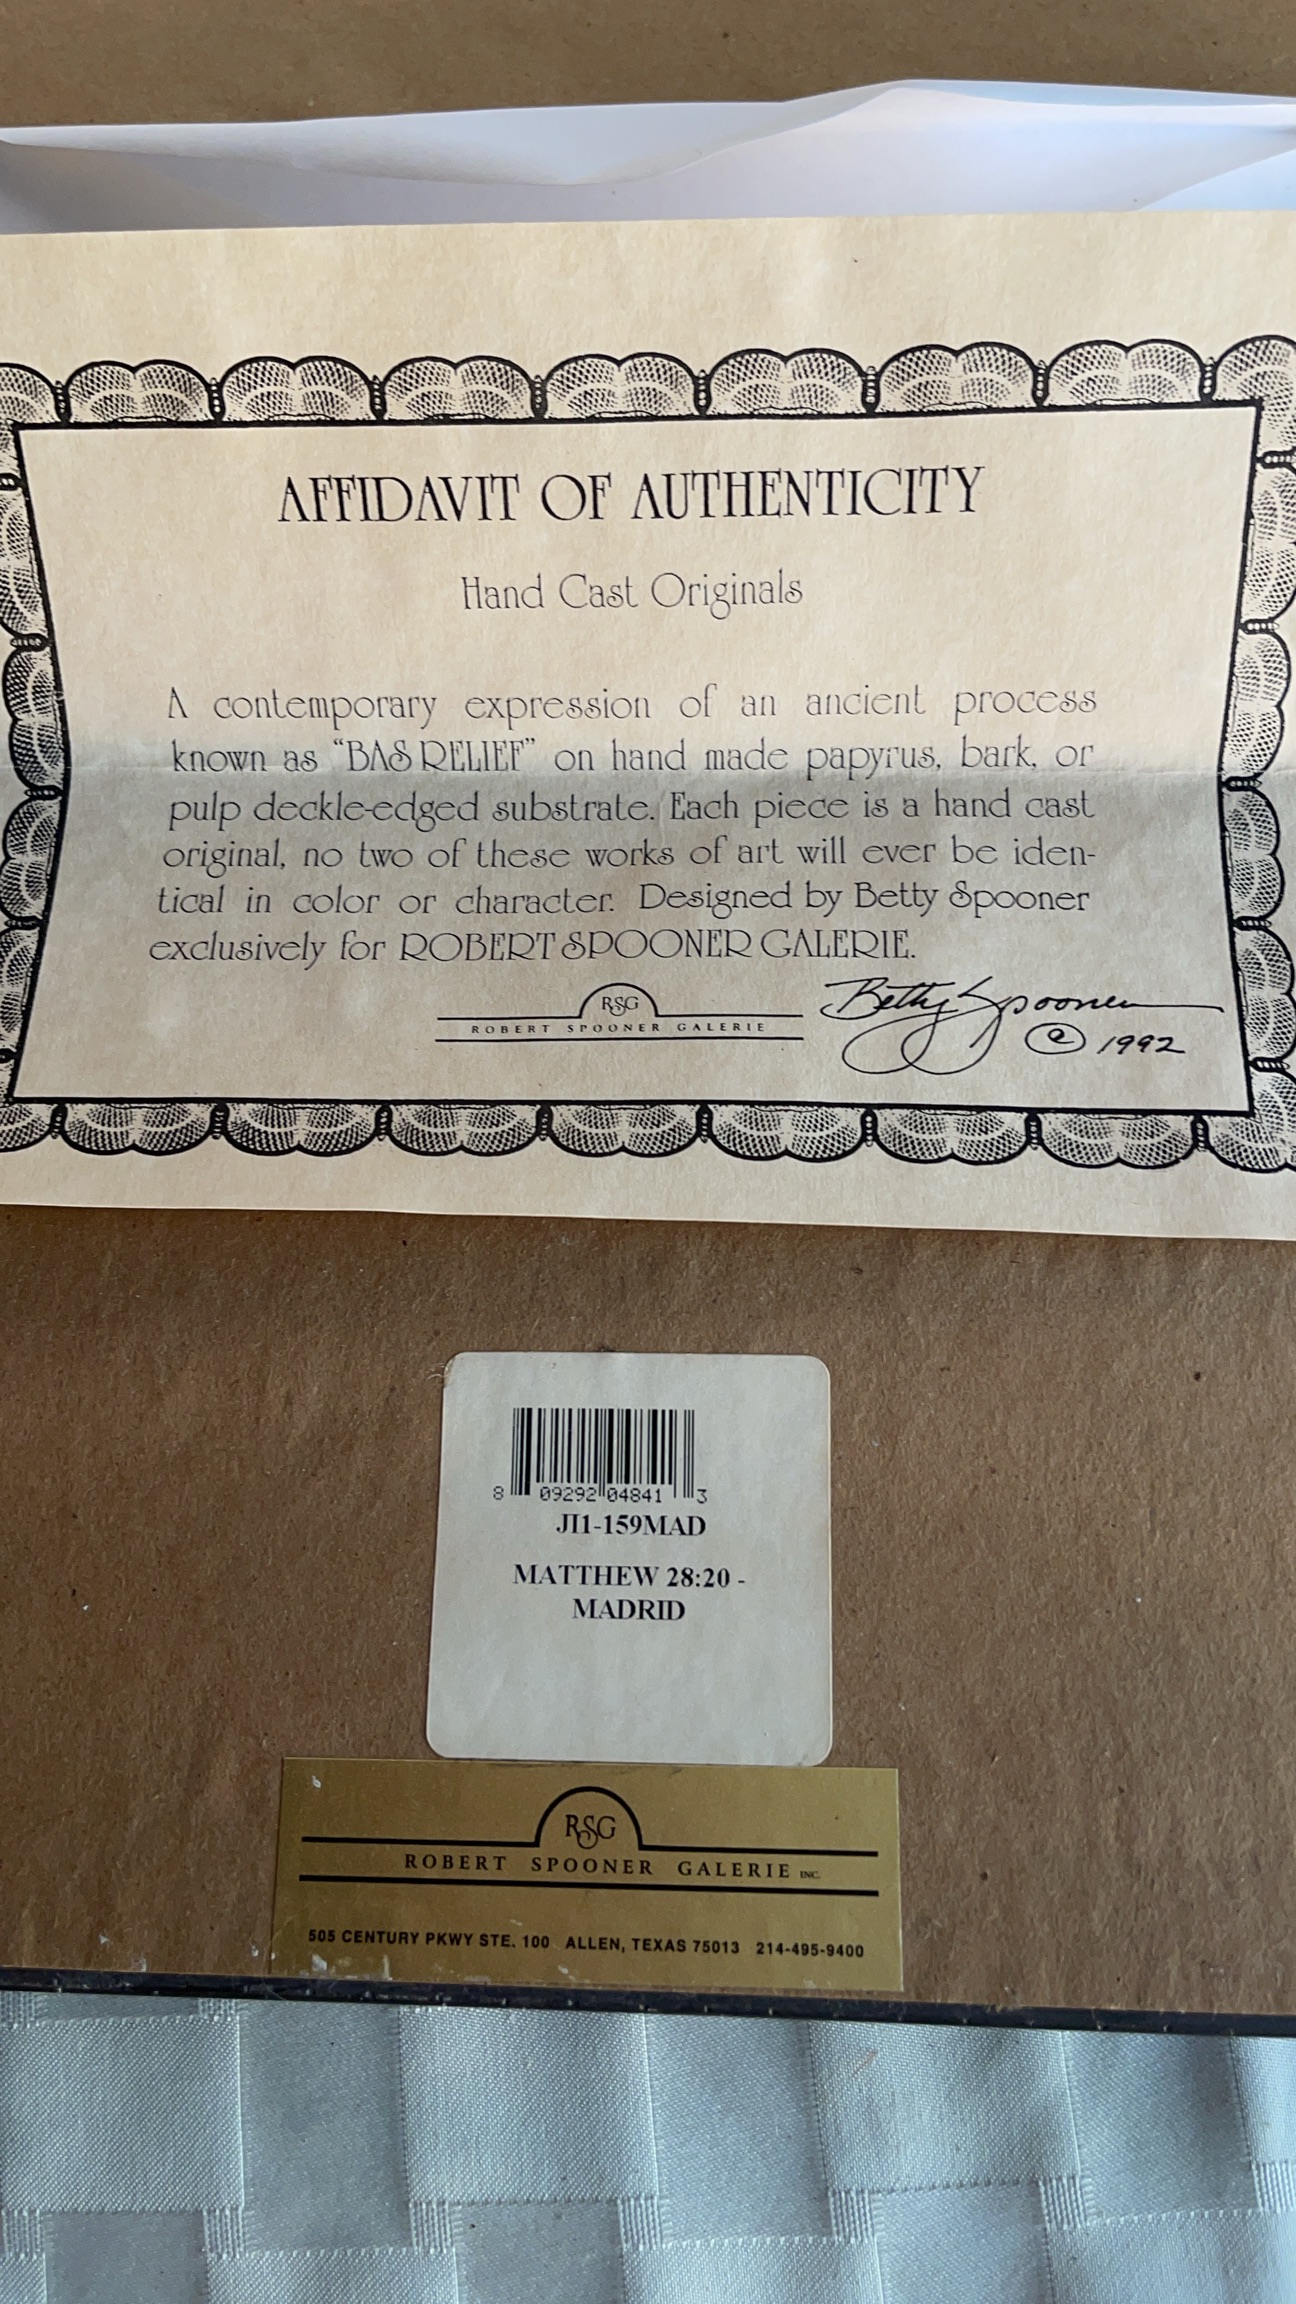 AFFIDAVIT OF AUTHENTICITY
Hand Cast Originals
A contemporary expression of an ancient process
known as “BAS RELIEF” on hand made papyrus, bark, or
pulp deckle-edged substrate. Each piece is a hand cast
original, no two of these works of art will ever be iden-
tical in color or character. Designed by Betty Spooner
exclusively for ROBERT SPOONER GALERIE.
RSG
ROBERT SPOONER GALERIE
Betty Spooner
© 1992
8 09292 04841 3
JI1-159MAD
MATTHEW 28:20 -
MADRID
RSG
ROBERT SPOONER GALERIE INC.
505 CENTURY PKWY STE. 100 ALLEN, TEXAS 75013 214-495-9400